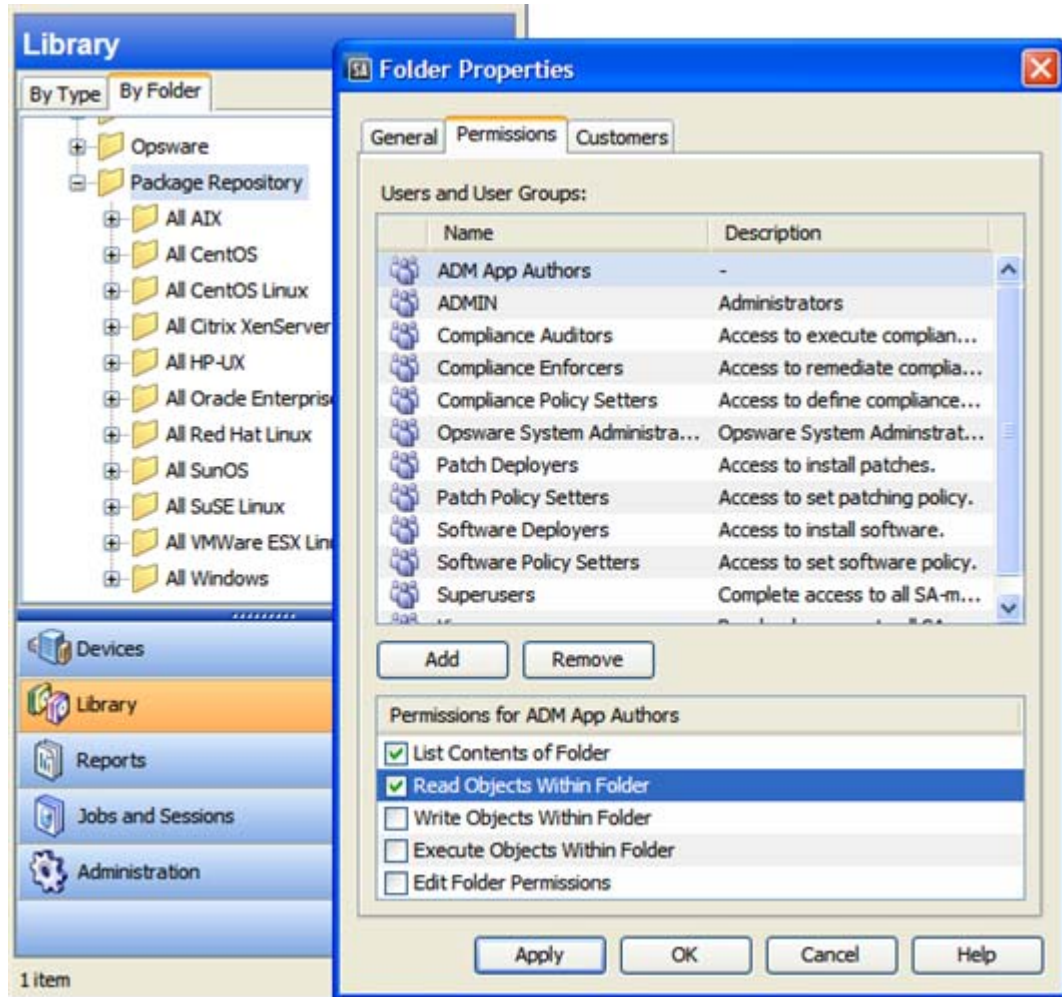 Library
By Type By Folder
Opsware
Package Repository
All AIX
All CentOS
All CentOS Linux
All Citrix XenServer
All HP-UX
All Oracle Enterprise
All Red Hat Linux
All SunOS
All SuSE Linux
All VMWare ESX Lin
All Windows
Devices
Library
Reports
Jobs and Sessions
Administration
1 item
SA Folder Properties
General Permissions Customers
Users and User Groups:
Name Description
ADM App Authors -
ADMIN Administrators
Compliance Auditors Access to execute complian...
Compliance Enforcers Access to remediate complia...
Compliance Policy Setters Access to define compliance...
Opsware System Administra... Opsware System Adminstrat...
Patch Deployers Access to install patches.
Patch Policy Setters Access to set patching policy.
Software Deployers Access to install software.
Software Policy Setters Access to set software policy.
Superusers Complete access to all SA-m...
Add Remove
Permissions for ADM App Authors
List Contents of Folder
Read Objects Within Folder
Write Objects Within Folder
Execute Objects Within Folder
Edit Folder Permissions
Apply OK Cancel Help